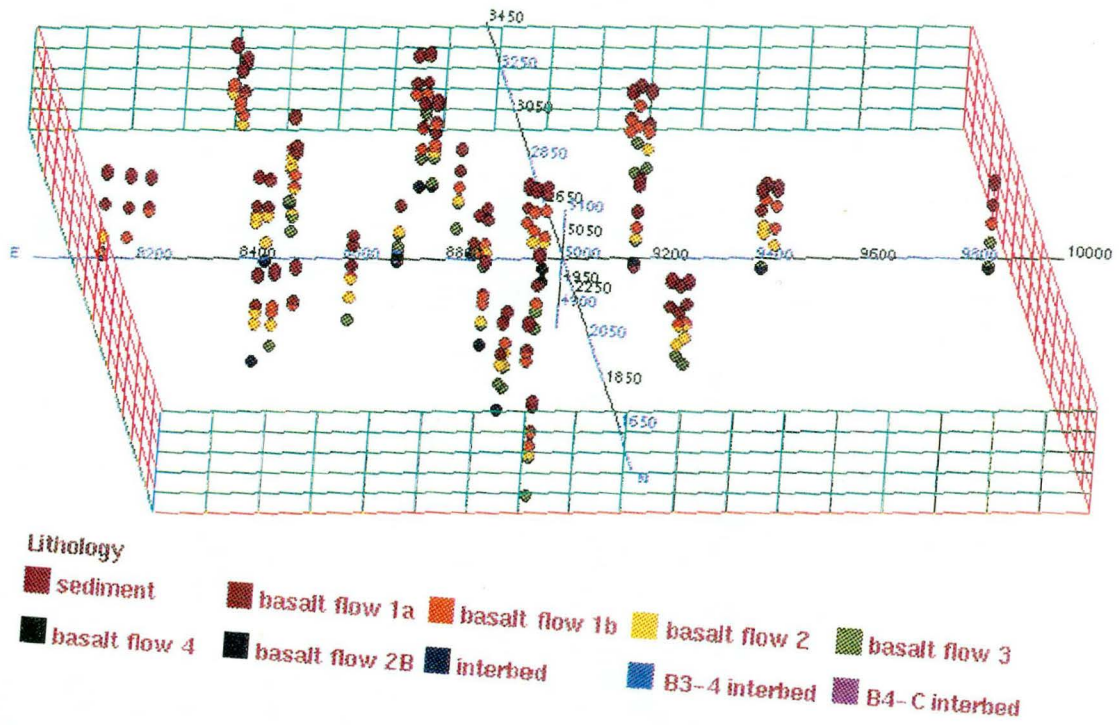 3450
3250
3050
2850
2650
5100
5050
E 8200 8400 8600 8800 5000 9200 9400 9600 9800 10000
4950
2250
4900
2050
1850
1650
N
Lithology
sediment
basalt flow 1a
basalt flow 1b
basalt flow 2
basalt flow 3
basalt flow 4
basalt flow 2B
interbed
B3-4 interbed
B4-C interbed